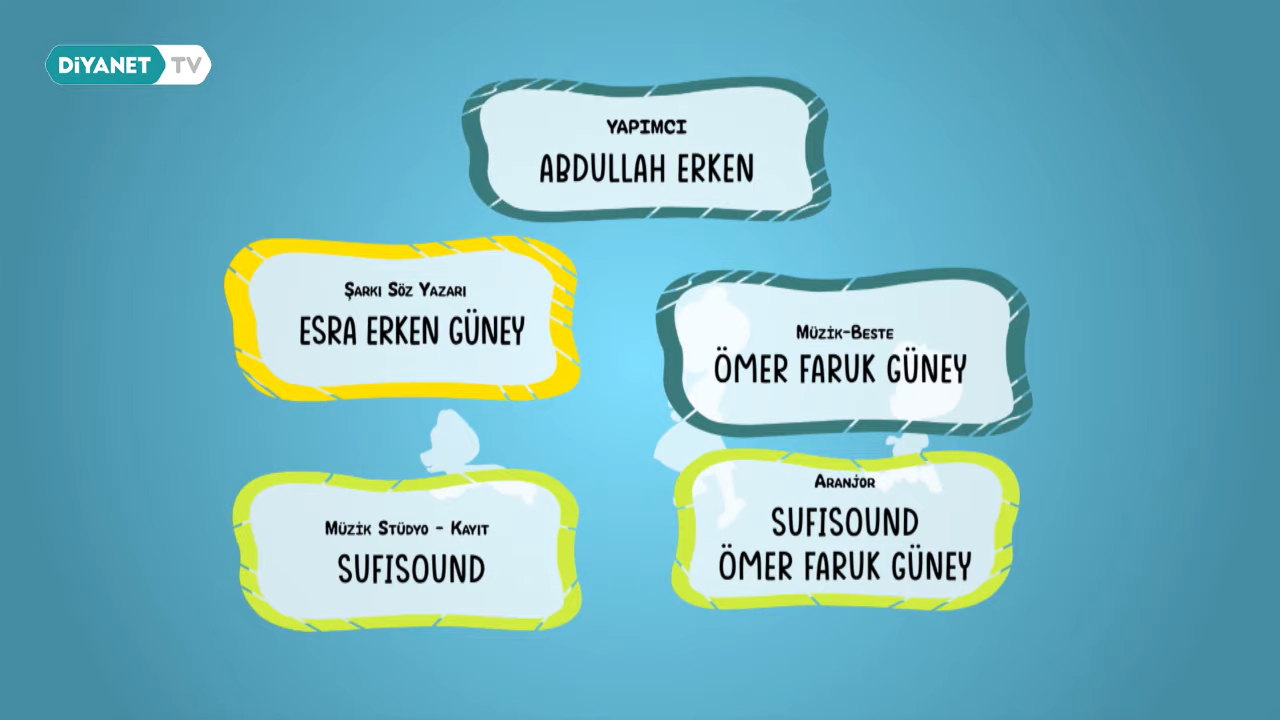 DİYANET TV
YAPIMCI
ABDULLAH ERKEN
Şarkı Söz Yazarı
ESRA ERKEN GÜNEY
Müzik-Beste
ÖMER FARUK GÜNEY
Müzik Stüdyo - Kayıt
SUFISOUND
Aranjör
SUFISOUND
ÖMER FARUK GÜNEY